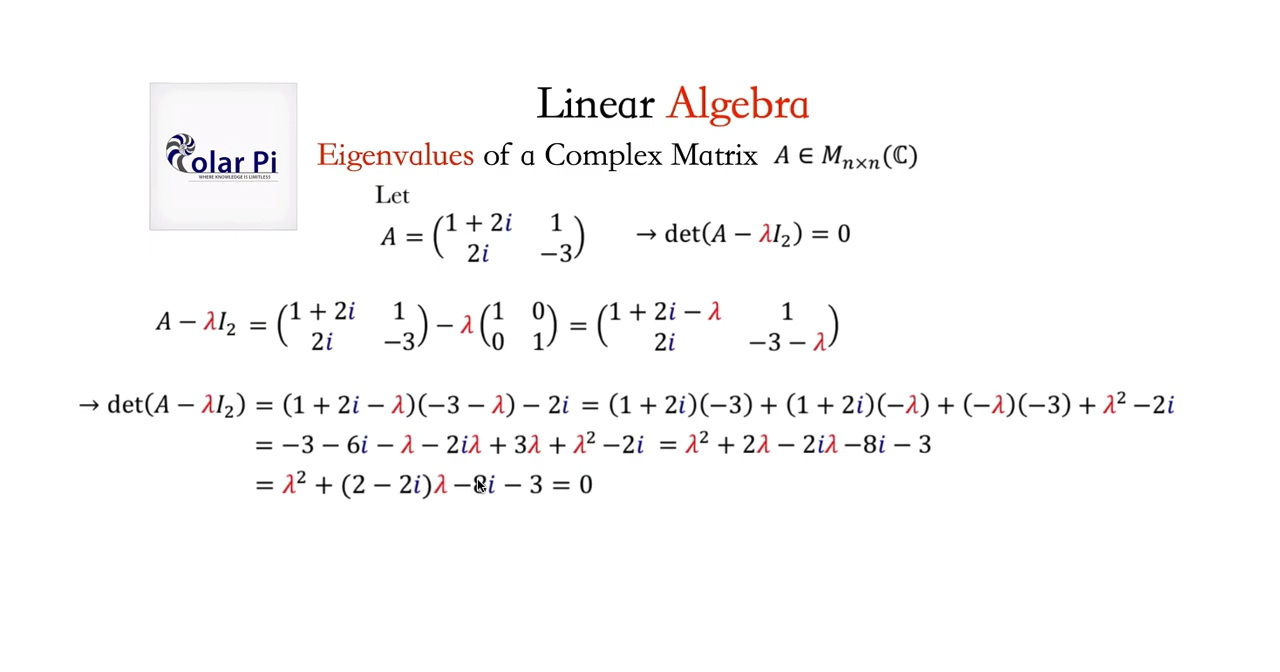 Linear Algebra
olar Pi
WHERE KNOWLEDGE IS LIMITLESS
Eigenvalues of a Complex Matrix A ∈ Mₙₓₙ(ℂ)
Let
A = (1 + 2i 1
2i −3) → det(A − λI₂) = 0
A − λI₂ = (1 + 2i 1
2i −3) − λ(1 0
0 1) = (1 + 2i − λ 1
2i −3 − λ)
→ det(A − λI₂) = (1 + 2i − λ)(−3 − λ) − 2i = (1 + 2i)(−3) + (1 + 2i)(−λ) + (−λ)(−3) + λ² −2i
= −3 − 6i − λ − 2iλ + 3λ + λ² −2i = λ² + 2λ − 2iλ −8i − 3
= λ² + (2 − 2i)λ −8i − 3 = 0